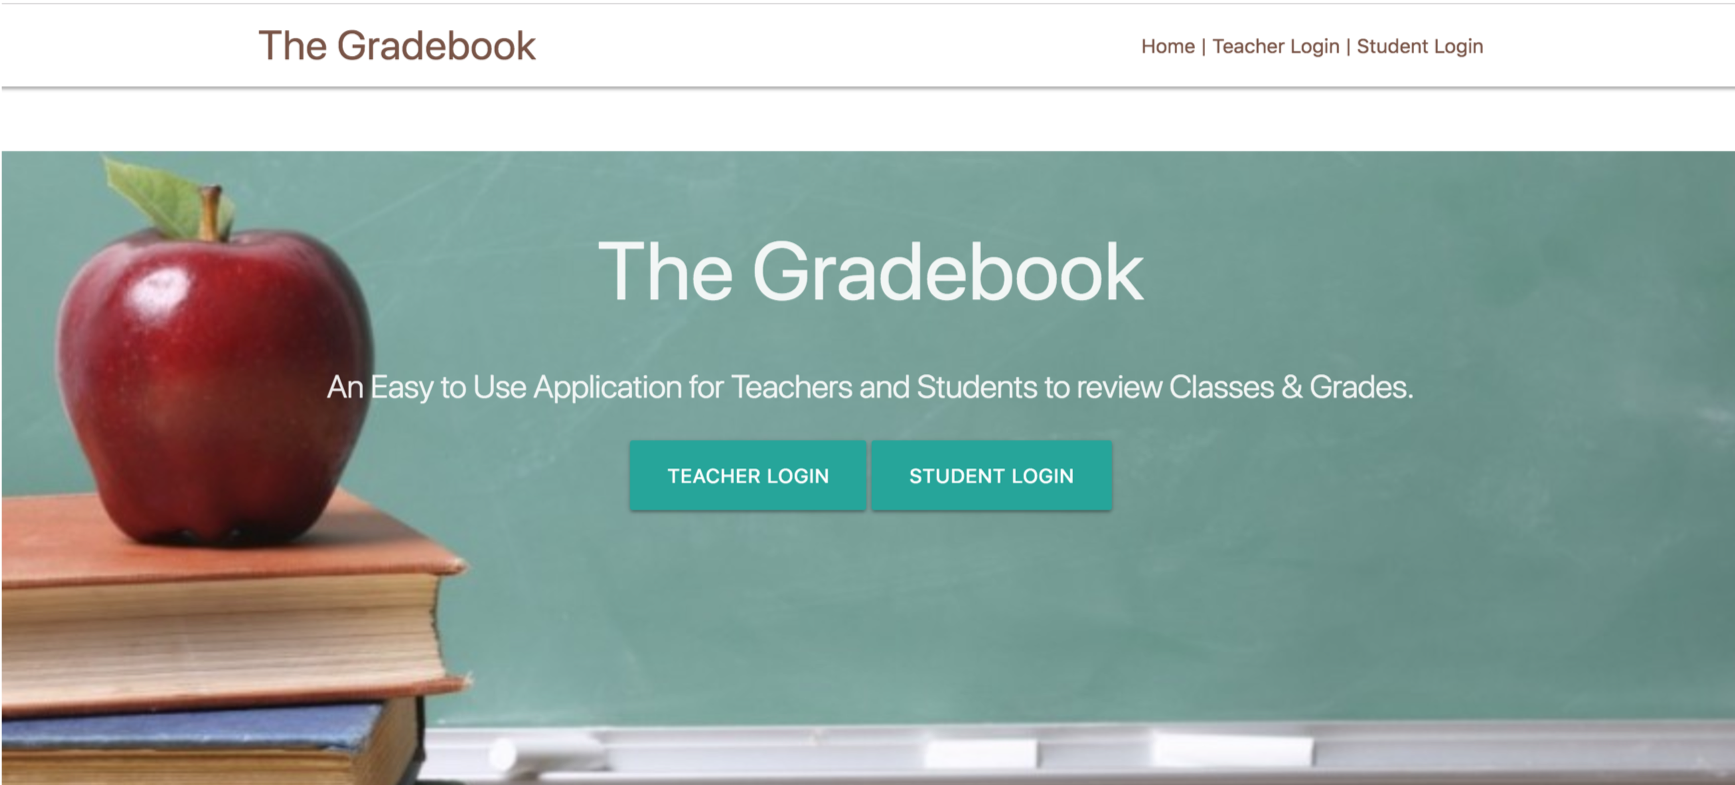 The Gradebook
Home | Teacher Login | Student Login
The Gradebook
An Easy to Use Application for Teachers and Students to review Classes & Grades.
TEACHER LOGIN
STUDENT LOGIN